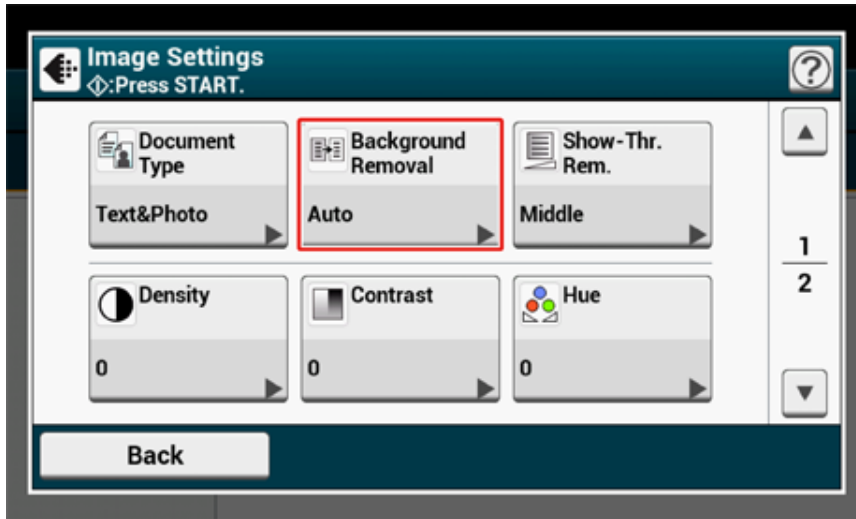 Image Settings
:Press START.
?
Document
Type
Text&Photo
Background
Removal
Auto
Show-Thr.
Rem.
Middle
1
2
Density
0
Contrast
0
Hue
0
Back